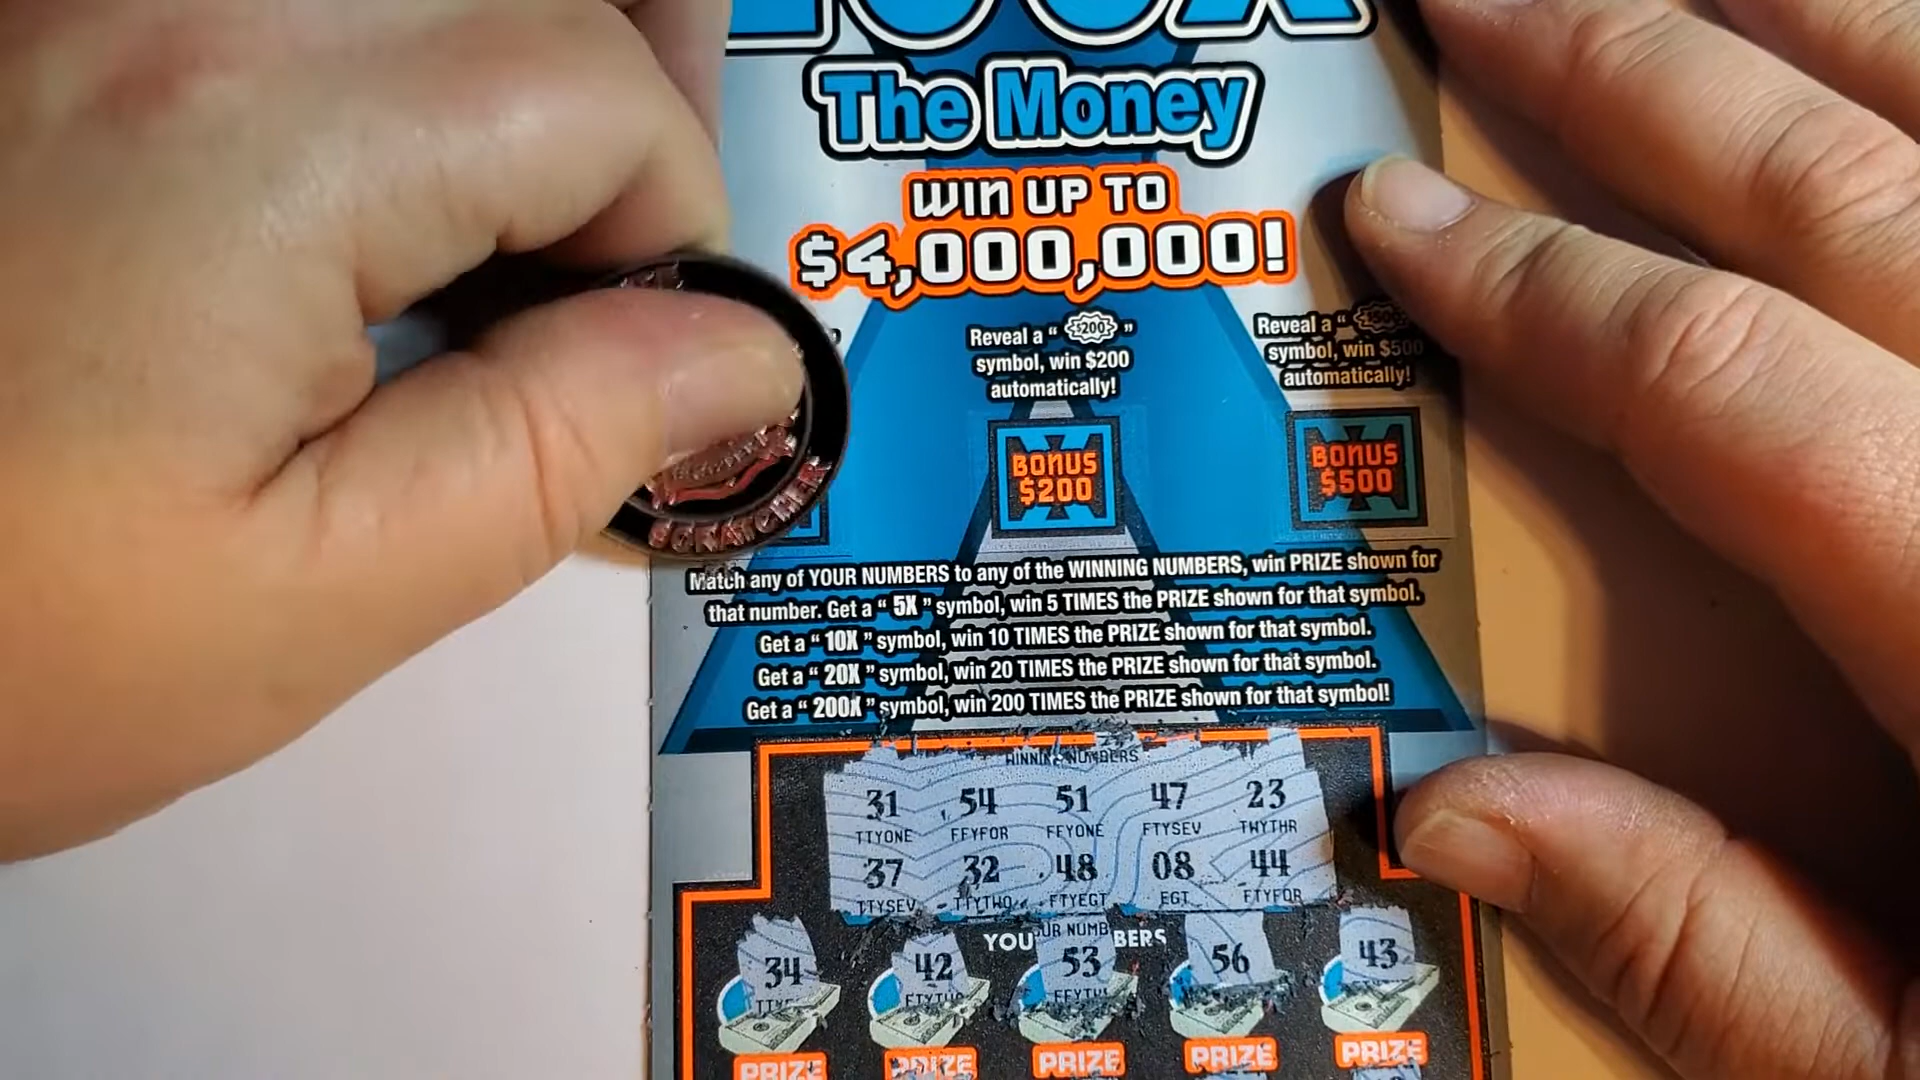 The Money
WIN UP TO
$4,000,000!
Reveal a " $200 "
symbol, win $200
automatically!
Reveal a " $500
symbol, win $500
automatically!
BONUS
$200
BONUS
$500
SCRATCHER
Match any of YOUR NUMBERS to any of the WINNING NUMBERS, win PRIZE shown for
that number. Get a " 5X " symbol, win 5 TIMES the PRIZE shown for that symbol.
Get a " 10X " symbol, win 10 TIMES the PRIZE shown for that symbol.
Get a " 20X " symbol, win 20 TIMES the PRIZE shown for that symbol.
Get a " 200X " symbol, win 200 TIMES the PRIZE shown for that symbol!
WINNING NUMBERS
31 54 51 47 23
TTYONE FFYFOR FFYONE FTYSEV TWYTHR
37 32 48 08 44
TTYSEV TTYTWO FTYEGT EGT FTYFOR
YOU UR NUMB BERS
34 42 53 56 43
PRIZE PRIZE PRIZE PRIZE PRIZE